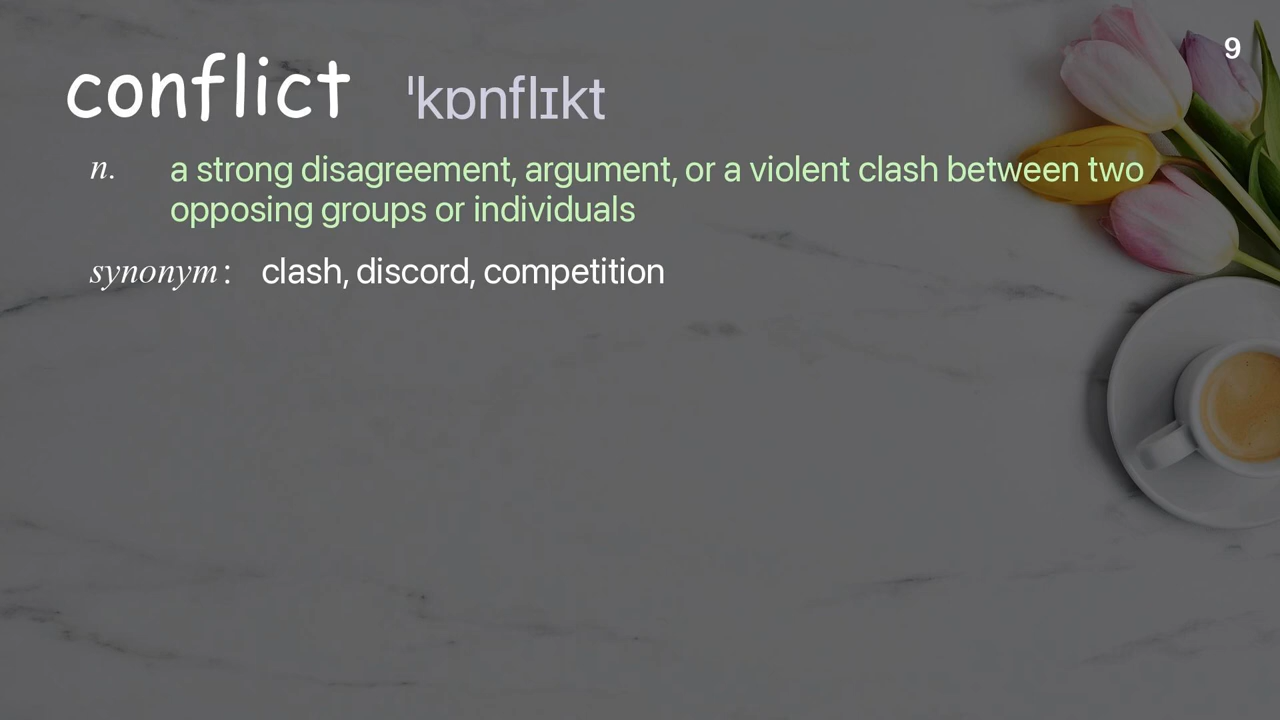 9
conflict ˈkɒnflɪkt
n. a strong disagreement, argument, or a violent clash between two
opposing groups or individuals
synonym: clash, discord, competition